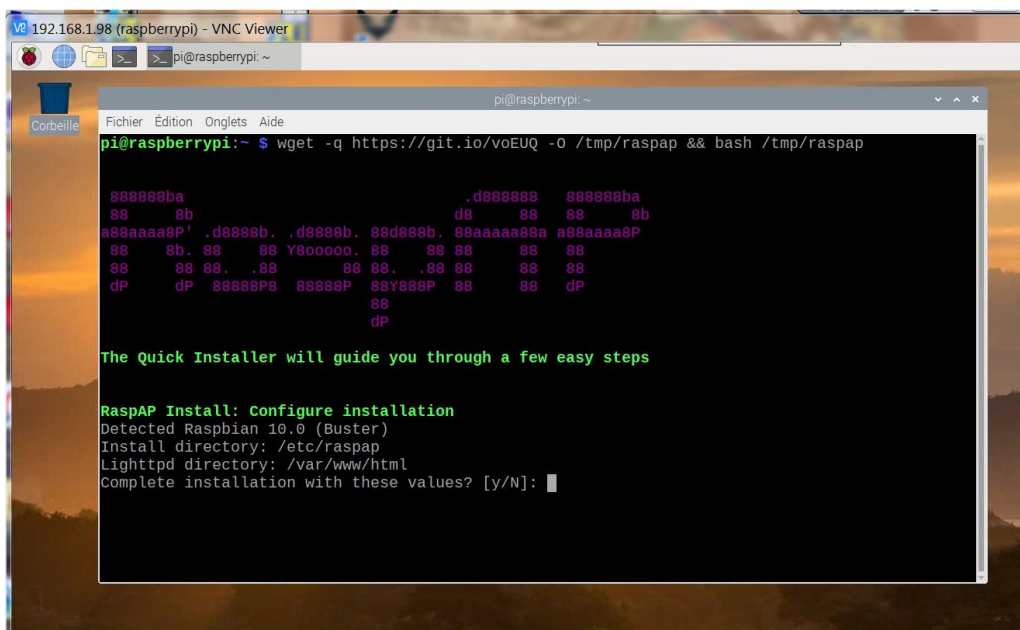 192.168.1.98 (raspberrypi) - VNC Viewer
pi@raspberrypi: ~
Corbeille
pi@raspberrypi: ~
Fichier Édition Onglets Aide
pi@raspberrypi:~ $ wget -q https://git.io/voEUQ -O /tmp/raspap && bash /tmp/raspap
888888ba                              .d888888   888888ba
88     8b                            d8     88   88     8b
a88aaaa8P' .d8888b. .d8888b. 88d888b. 88aaaaa88a a88aaaa8P
88     8b. 88    88 Y8ooooo. 88    88 88     88   88
88     88 88.  .88       88 88.  .88 88     88   88
dP     dP  88888P8  88888P  88Y888P  88     88   dP
88
dP
The Quick Installer will guide you through a few easy steps
RaspAP Install: Configure installation
Detected Raspbian 10.0 (Buster)
Install directory: /etc/raspap
Lighttpd directory: /var/www/html
Complete installation with these values? [y/N]: